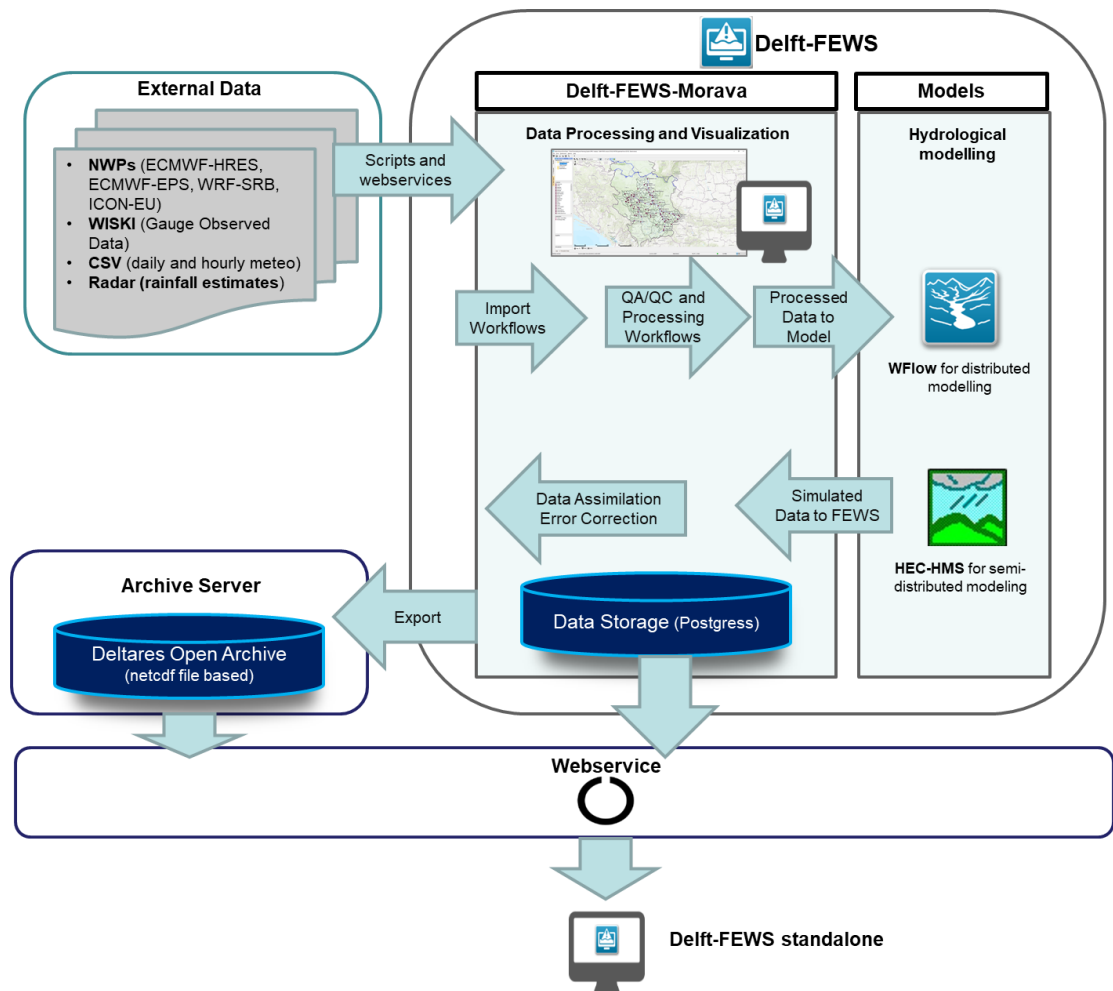 Delft-FEWS
External Data
• NWPs (ECMWF-HRES,
ECMWF-EPS, WRF-SRB,
ICON-EU)
• WISKI (Gauge Observed
Data)
• CSV (daily and hourly meteo)
• Radar (rainfall estimates)
Scripts and
webservices
Delft-FEWS-Morava
Data Processing and Visualization
Import
Workflows
QA/QC and
Processing
Workflows
Processed
Data to
Model
Models
Hydrological
modelling
WFlow for distributed
modelling
Data Assimilation
Error Correction
Simulated
Data to FEWS
HEC-HMS for semi-
distributed modeling
Archive Server
Deltares Open Archive
(netcdf file based)
Export
Data Storage (Postgress)
Webservice
Delft-FEWS standalone